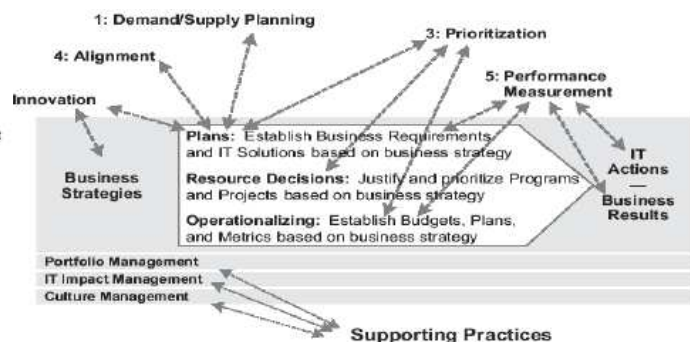 1: Demand/Supply Planning
3: Prioritization
4: Alignment
5: Performance
Measurement
Innovation
Plans: Establish Business Requirements
and IT Solutions based on business strategy
Business
Strategies
Resource Decisions: Justify and prioritize Programs
and Projects based on business strategy
IT
Actions
—
Business
Results
Operationalizing: Establish Budgets, Plans,
and Metrics based on business strategy
Portfolio Management
IT Impact Management
Culture Management
Supporting Practices